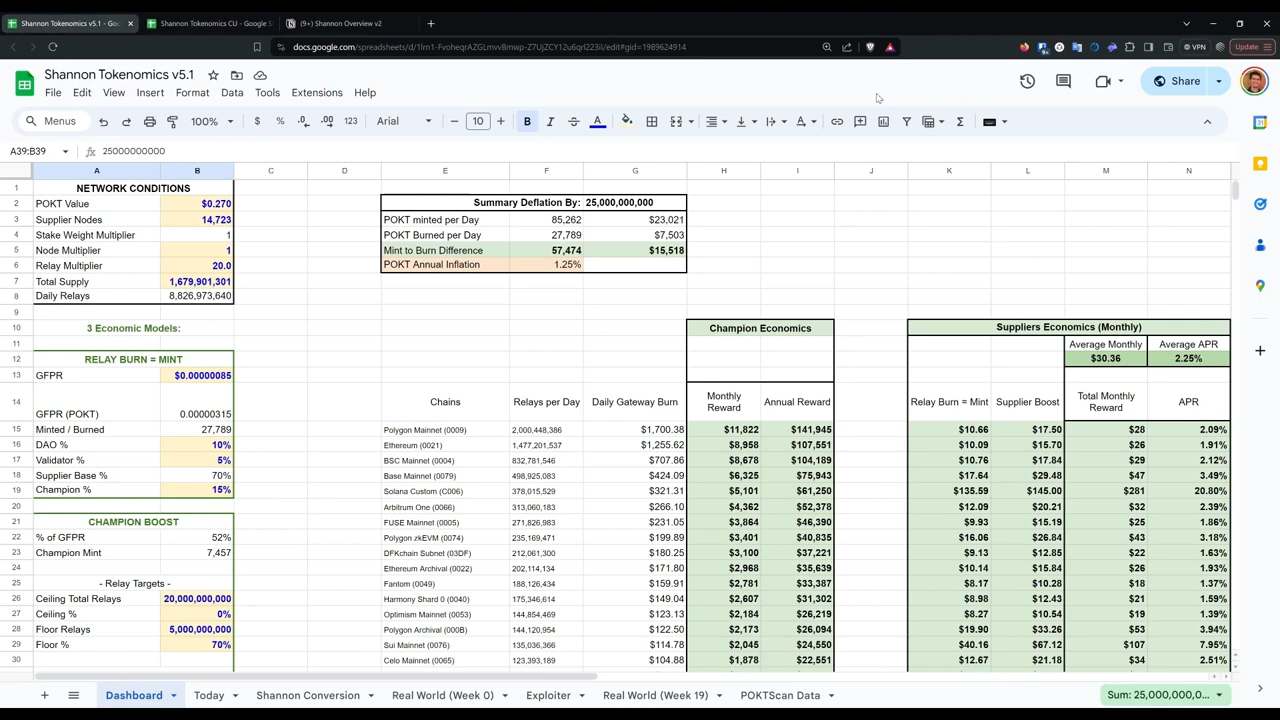 Shannon Tokenomics v5.1 - Goo
Shannon Tokenomics CU - Google S
(9+) Shannon Overview v2
docs.google.com/spreadsheets/d/1lrn1-FvoheqrAZGLmvvBmwp-Z7UjZCY12u6qrl223iI/edit#gid=1989624914
VPN
Update
Shannon Tokenomics v5.1
File Edit View Insert Format Data Tools Extensions Help
Share
Menus 100% $ % .0 .00 123 Arial 10 B I A
A39:B39 fx 25000000000
A B C D E F G H I J K L M N
1 NETWORK CONDITIONS
2 POKT Value $0.270 Summary Deflation By: 25,000,000,000
3 Supplier Nodes 14,723 POKT minted per Day 85,262 $23,021
4 Stake Weight Multiplier 1 POKT Burned per Day 27,789 $7,503
5 Node Multiplier 1 Mint to Burn Difference 57,474 $15,518
6 Relay Multiplier 20.0 POKT Annual Inflation 1.25%
7 Total Supply 1,679,901,301
8 Daily Relays 8,826,973,640
9
10 3 Economic Models: Champion Economics Suppliers Economics (Monthly)
11 Average Monthly Average APR
12 RELAY BURN = MINT $30.36 2.25%
13 GFPR $0.00000085
14 GFPR (POKT) 0.00000315 Chains Relays per Day Daily Gateway Burn Monthly Reward Annual Reward Relay Burn = Mint Supplier Boost Total Monthly Reward APR
15 Minted / Burned 27,789 Polygon Mainnet (0009) 2,000,448,386 $1,700.38 $11,822 $141,945 $10.66 $17.50 $28 2.09%
16 DAO % 10% Ethereum (0021) 1,477,201,537 $1,255.62 $8,958 $107,551 $10.09 $15.70 $26 1.91%
17 Validator % 5% BSC Mainnet (0004) 832,781,546 $707.86 $8,678 $104,189 $10.76 $17.84 $29 2.12%
18 Supplier Base % 70% Base Mainnet (0079) 498,925,083 $424.09 $6,325 $75,943 $17.64 $29.48 $47 3.49%
19 Champion % 15% Solana Custom (C006) 378,015,529 $321.31 $5,101 $61,250 $135.59 $145.00 $281 20.80%
20 Arbitrum One (0066) 313,060,183 $266.10 $4,362 $52,378 $12.09 $20.21 $32 2.39%
21 CHAMPION BOOST FUSE Mainnet (0005) 271,826,983 $231.05 $3,864 $46,390 $9.93 $15.19 $25 1.86%
22 % of GFPR 52% Polygon zkEVM (0074) 235,169,471 $199.89 $3,401 $40,835 $16.06 $26.84 $43 3.18%
23 Champion Mint 7,457 DFKchain Subnet (03DF) 212,061,300 $180.25 $3,100 $37,221 $9.13 $12.85 $22 1.63%
24 Ethereum Archival (0022) 202,114,134 $171.80 $2,968 $35,639 $10.14 $15.84 $26 1.93%
25 - Relay Targets - Fantom (0049) 188,126,434 $159.91 $2,781 $33,387 $8.17 $10.28 $18 1.37%
26 Ceiling Total Relays 20,000,000,000 Harmony Shard 0 (0040) 175,346,614 $149.04 $2,607 $31,302 $8.98 $12.43 $21 1.59%
27 Ceiling % 0% Optimism Mainnet (0053) 144,854,469 $123.13 $2,184 $26,219 $8.27 $10.54 $19 1.39%
28 Floor Relays 5,000,000,000 Polygon Archival (000B) 144,120,954 $122.50 $2,173 $26,094 $19.90 $33.26 $53 3.94%
29 Floor % 70% Sui Mainnet (0076) 135,036,366 $114.78 $2,045 $24,550 $40.16 $67.12 $107 7.95%
30 Celo Mainnet (0065) 123,393,189 $104.88 $1,878 $22,551 $12.67 $21.18 $34 2.51%
Dashboard Today Shannon Conversion Real World (Week 0) Exploiter Real World (Week 19) POKTScan Data Sum: 25,000,000,0...